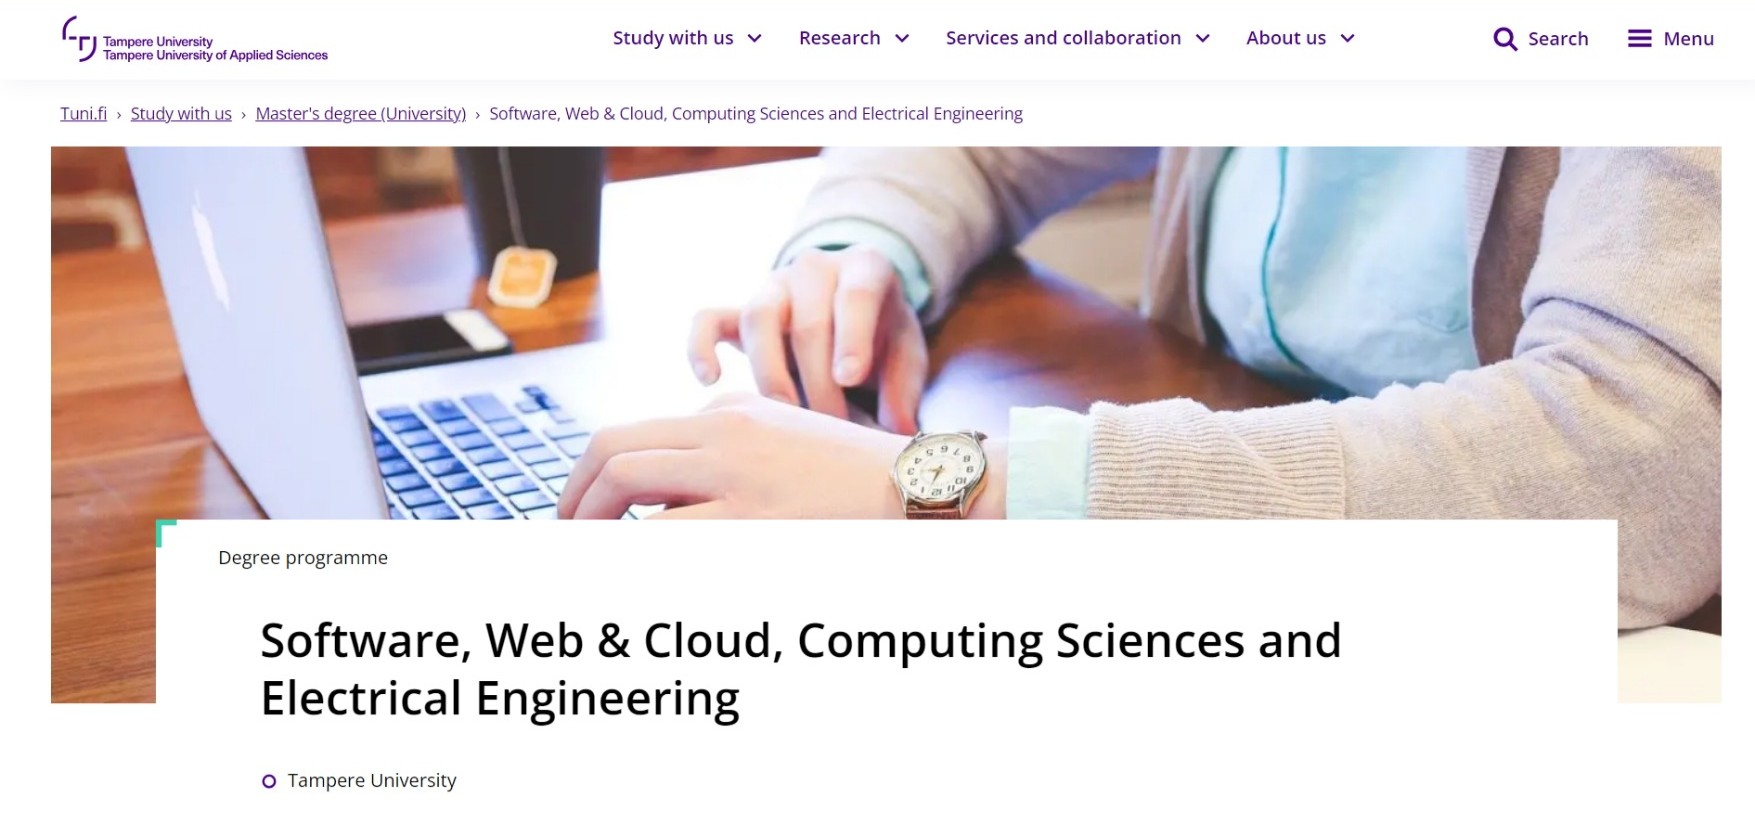 Tampere University
Tampere University of Applied Sciences
Study with us
Research
Services and collaboration
About us
Search
Menu
Tuni.fi › Study with us › Master's degree (University) › Software, Web & Cloud, Computing Sciences and Electrical Engineering
Degree programme
Software, Web & Cloud, Computing Sciences and
Electrical Engineering
Tampere University